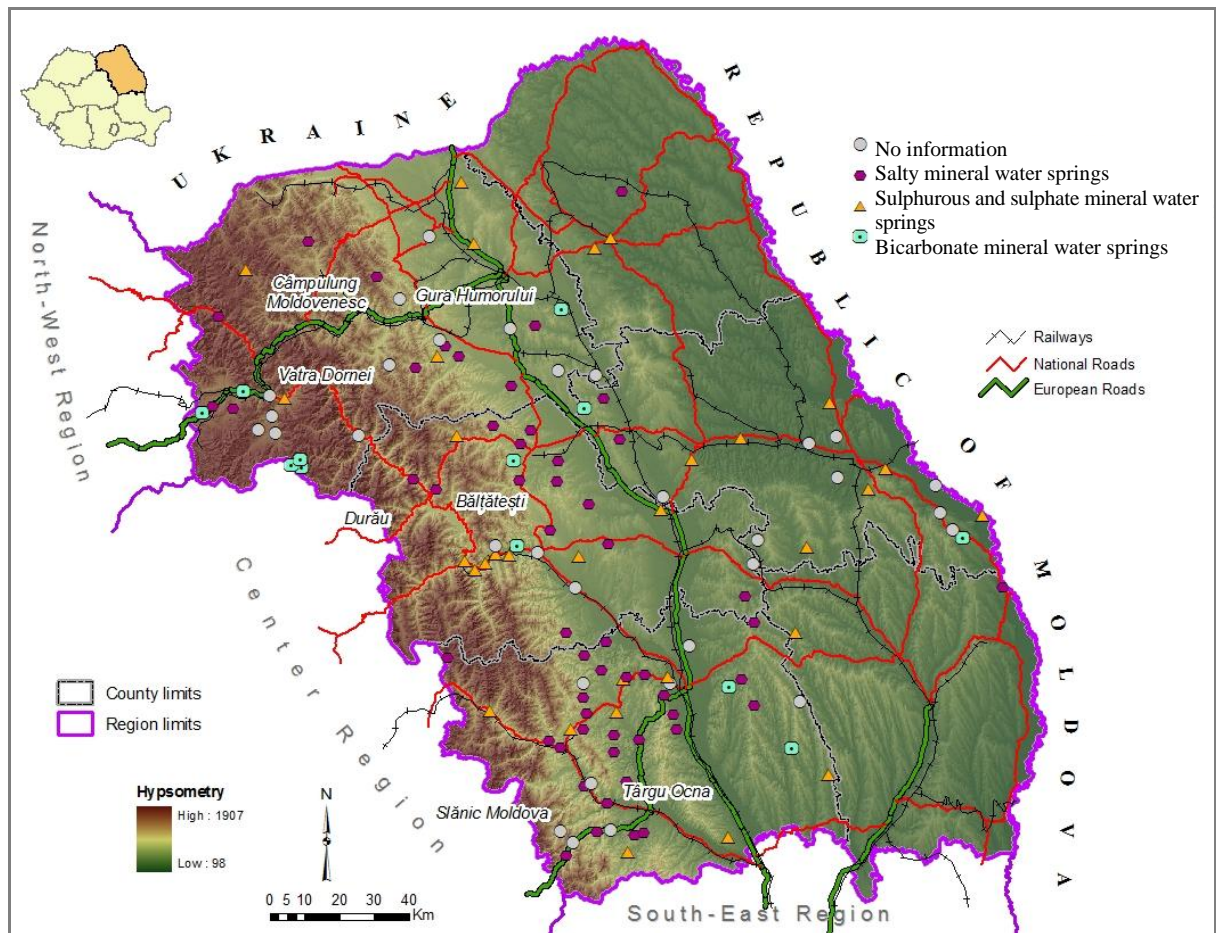 UKRAINE
REPUBLIC OF MOLDOVA
No information
Salty mineral water springs
Sulphurous and sulphate mineral water
springs
Bicarbonate mineral water springs
North-West Region
Câmpulung
Moldovenesc
Gura Humorului
Railways
National Roads
European Roads
Vatra Dornei
Bălțătești
Durău
Center Region
County limits
Region limits
Hypsometry
High : 1907
Low : 98
N
Târgu Ocna
Slănic Moldova
0 5 10 20 30 40
Km
South-East Region